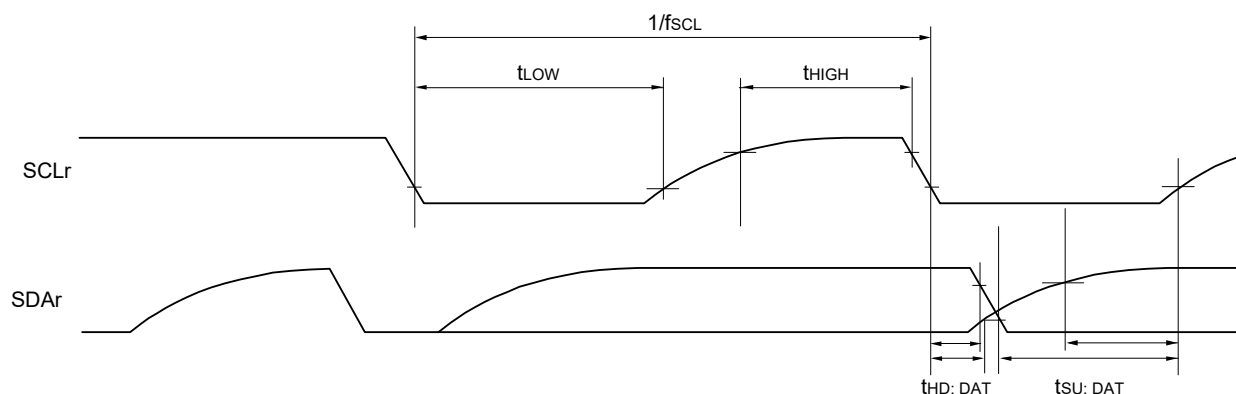 1/fSCL
tLOW
tHIGH
SCLr
SDAr
tHD: DAT
tSU: DAT